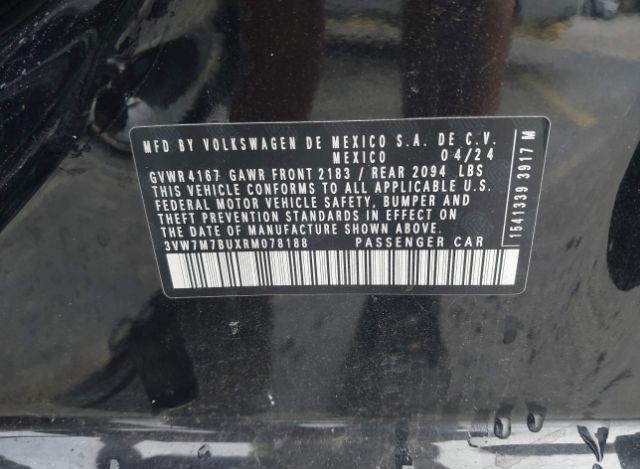 MFD BY VOLKSWAGEN DE MEXICO S.A. DE C.V.
MEXICO 04/24
GVWR 4167 GAWR FRONT 2183 / REAR 2094 LBS
THIS VEHICLE CONFORMS TO ALL APPLICABLE U.S.
FEDERAL MOTOR VEHICLE SAFETY, BUMPER AND
THEFT PREVENTION STANDARDS IN EFFECT ON
THE DATE OF MANUFACTURE SHOWN ABOVE.
3VW7M7BUXRM078188 PASSENGER CAR
1541339 3917 M